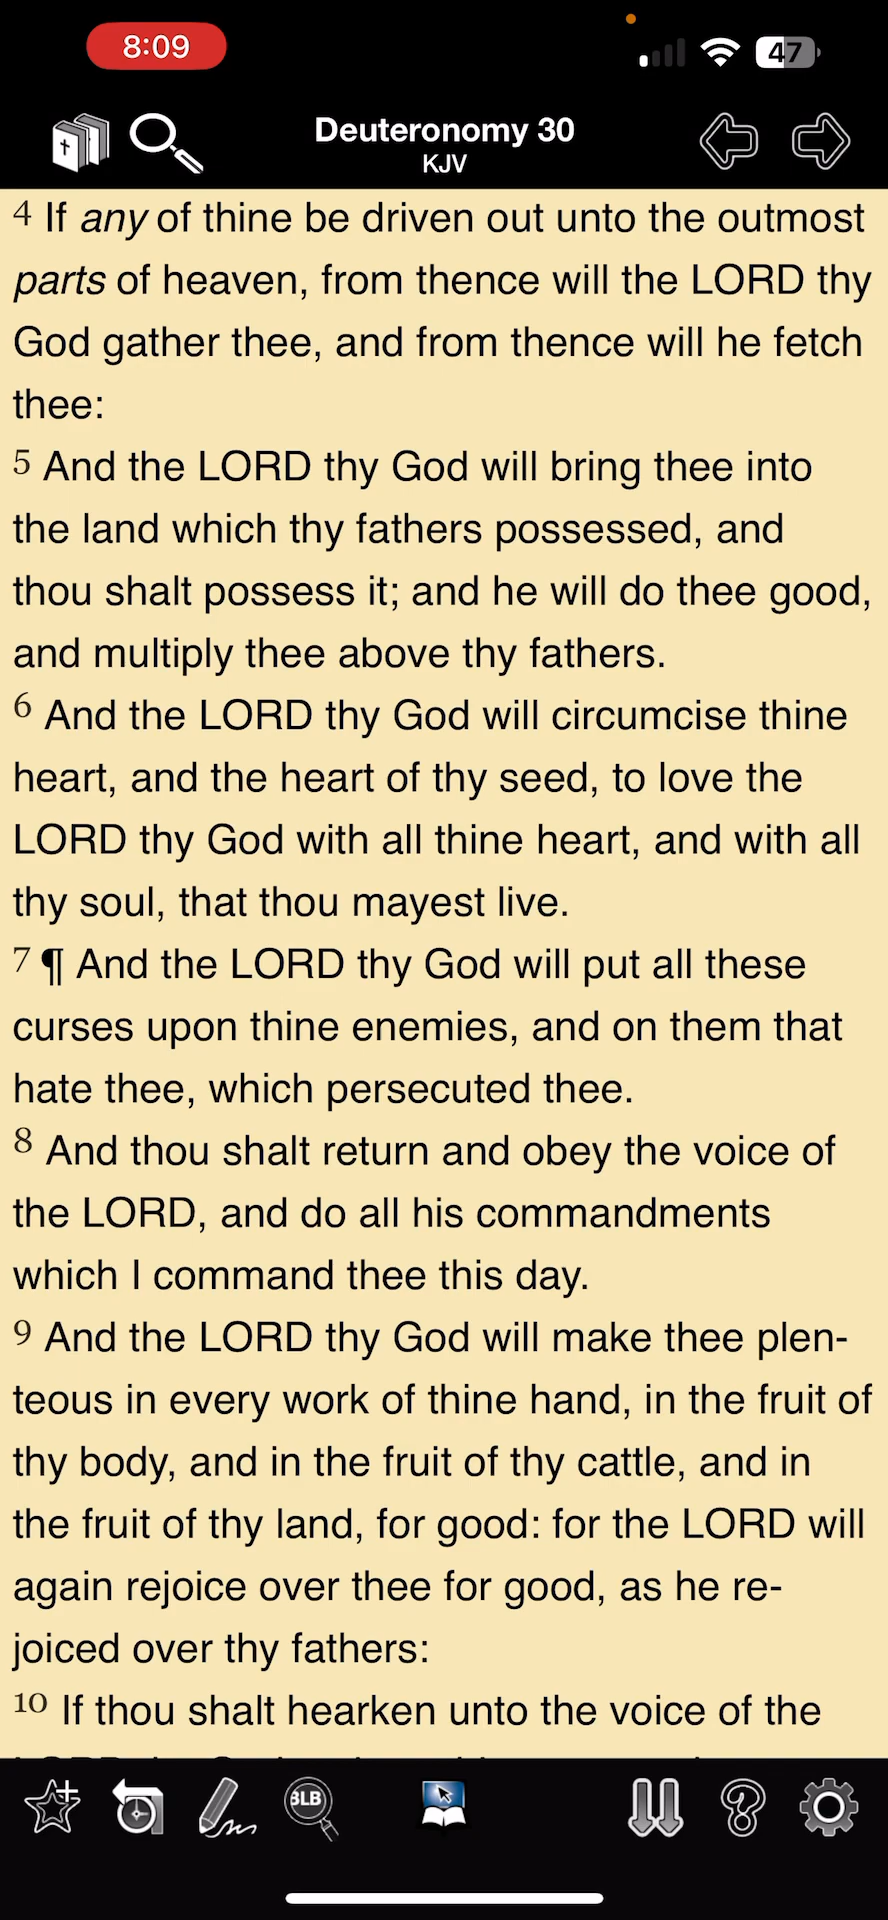 8:09
47
Deuteronomy 30
KJV
4 If any of thine be driven out unto the outmost
parts of heaven, from thence will the LORD thy
God gather thee, and from thence will he fetch
thee:
5 And the LORD thy God will bring thee into
the land which thy fathers possessed, and
thou shalt possess it; and he will do thee good,
and multiply thee above thy fathers.
6 And the LORD thy God will circumcise thine
heart, and the heart of thy seed, to love the
LORD thy God with all thine heart, and with all
thy soul, that thou mayest live.
7 ¶ And the LORD thy God will put all these
curses upon thine enemies, and on them that
hate thee, which persecuted thee.
8 And thou shalt return and obey the voice of
the LORD, and do all his commandments
which I command thee this day.
9 And the LORD thy God will make thee plen-
teous in every work of thine hand, in the fruit of
thy body, and in the fruit of thy cattle, and in
the fruit of thy land, for good: for the LORD will
again rejoice over thee for good, as he re-
joiced over thy fathers:
10 If thou shalt hearken unto the voice of the
BLB